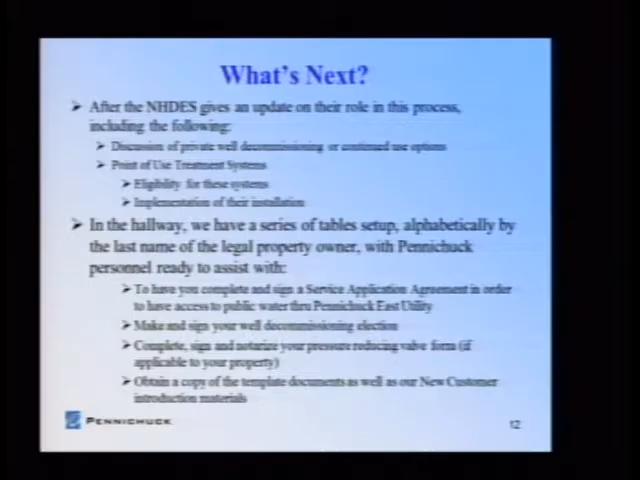 What's Next?
➢ After the NHDES gives an update on their role in this process,
including the following:
➢ Discussion of private well decommissioning or continued use options
➢ Point of Use Treatment Systems
➢ Eligibility for these systems
➢ Implementation of their installation
➢ In the hallway, we have a series of tables setup, alphabetically by
the last name of the legal property owner, with Pennichuck
personnel ready to assist with:
➢ To have you complete and sign a Service Application Agreement in order
to have access to public water thru Pennichuck East Utility
➢ Make and sign your well decommissioning election
➢ Complete, sign and notarize your pressure reducing valve form (if
applicable to your property)
➢ Obtain a copy of the template documents as well as our New Customer
introduction materials
PENNICHUCK
12